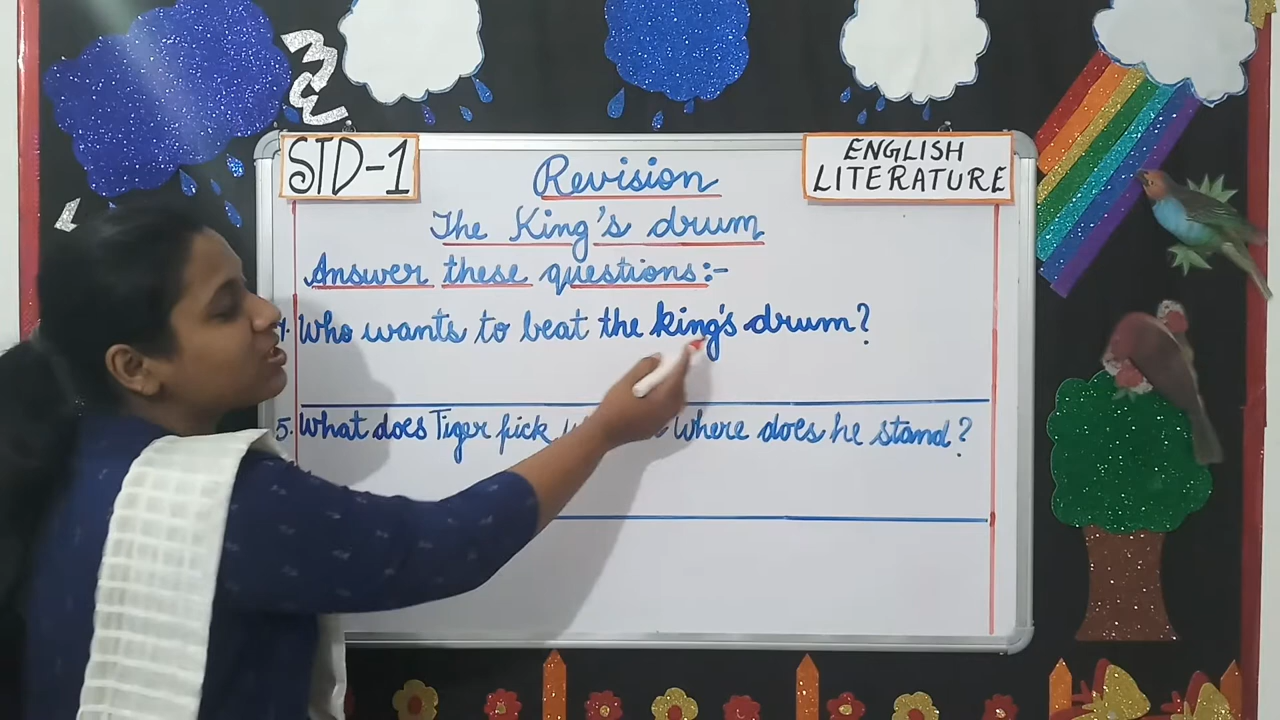 STD-1
ENGLISH
LITERATURE
Revision
The King's drum
Answer these questions:-
Who wants to beat the king's drum?
5. What does Tiger pick where does he stand?